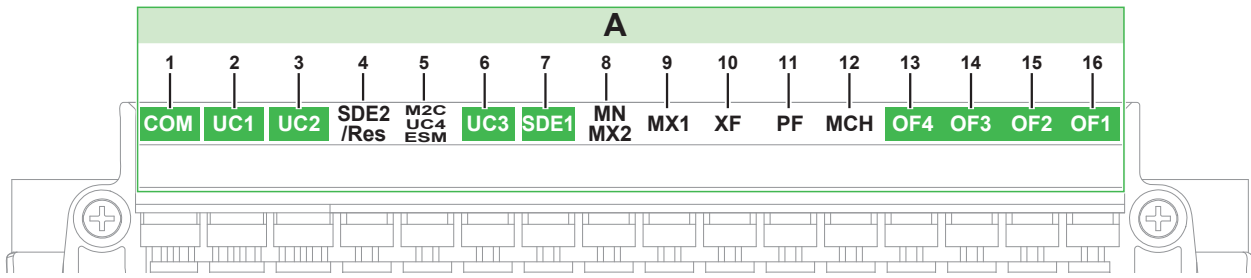 A
1 2 3 4 5 6 7 8 9 10 11 12 13 14 15 16
COM UC1 UC2 SDE2 /Res M2C UC4 ESM UC3 SDE1 MN MX2 MX1 XF PF MCH OF4 OF3 OF2 OF1